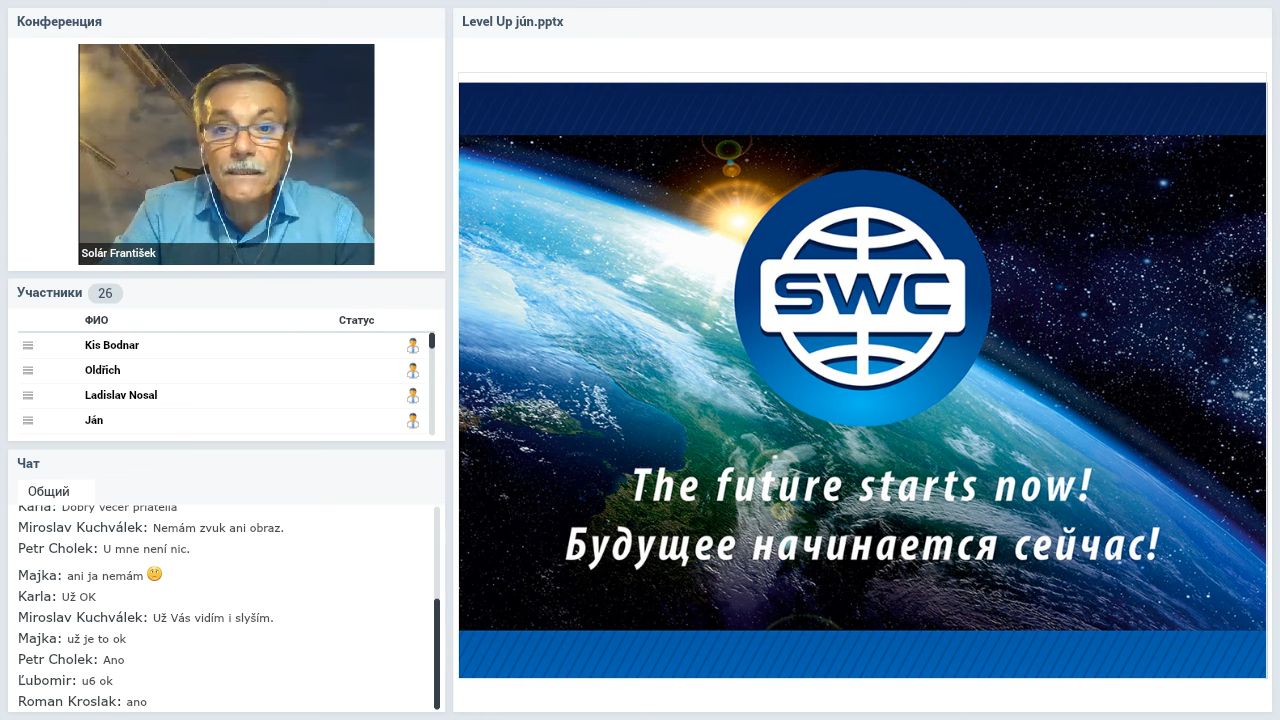 Конференция
Solár František
Участники 26
ФИО Статус
Kis Bodnar
Oldřich
Ladislav Nosal
Ján
Чат
Общий
Karla: Dobrý večer priatelia
Miroslav Kuchválek: Nemám zvuk ani obraz.
Petr Cholek: U mne není nic.
Majka: ani ja nemám
Karla: Už OK
Miroslav Kuchválek: Už Vás vidím i slyším.
Majka: už je to ok
Petr Cholek: Ano
Ľubomir: u6 ok
Roman Kroslak: ano
Level Up jún.pptx
SWC
The future starts now!
Будущее начинается сейчас!